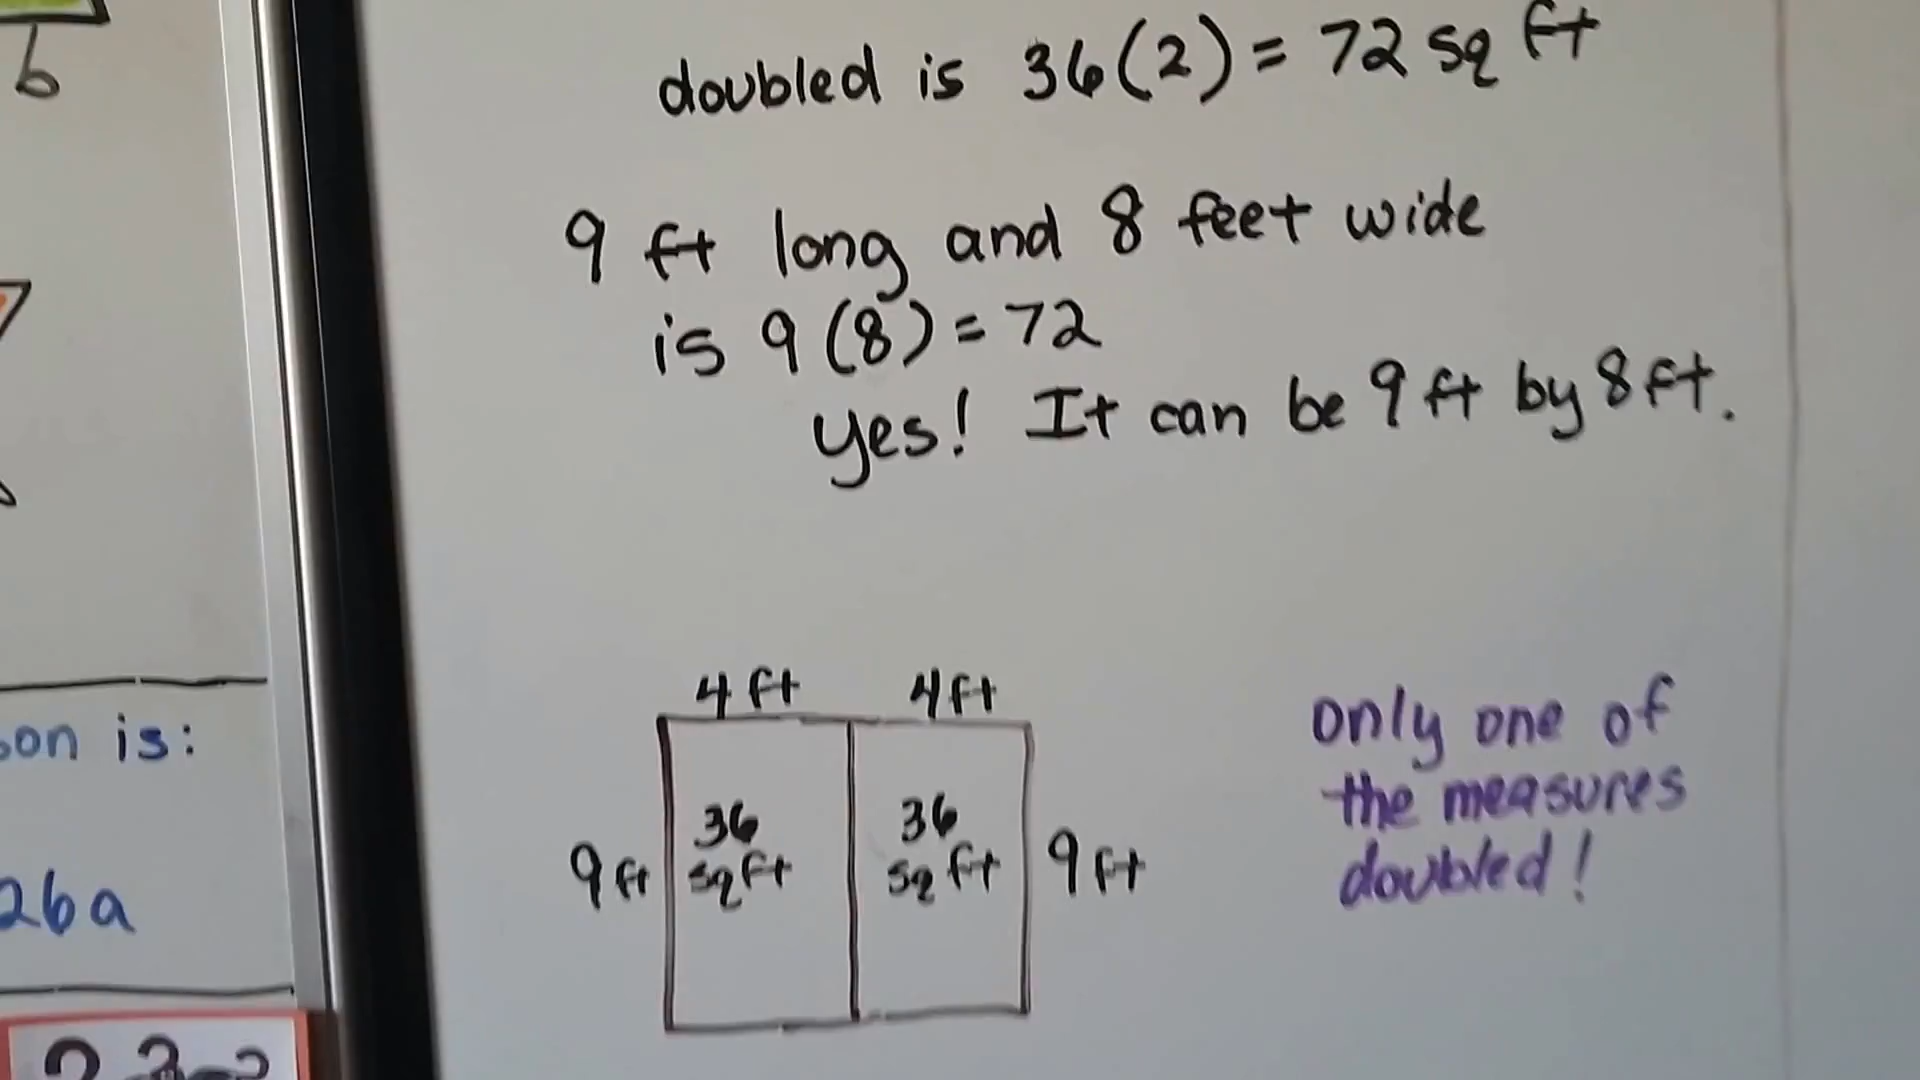 b
doubled is 36(2) = 72 sq ft
9 ft long and 8 feet wide
is 9(8) = 72
yes! It can be 9 ft by 8 ft.
4 ft 4 ft
9 ft 36 sq ft 36 sq ft 9 ft
only one of
the measures
doubled!
on is:
26a